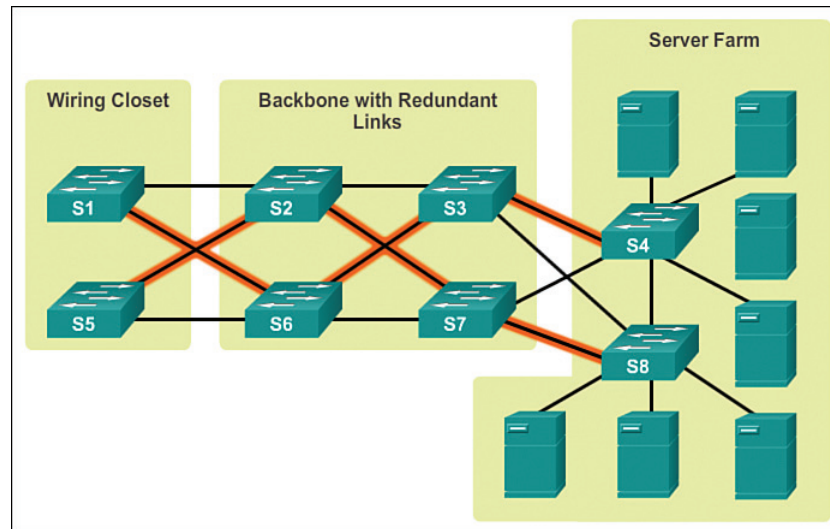 Server Farm
Wiring Closet
Backbone with Redundant
Links
S1
S2
S3
S4
S5
S6
S7
S8